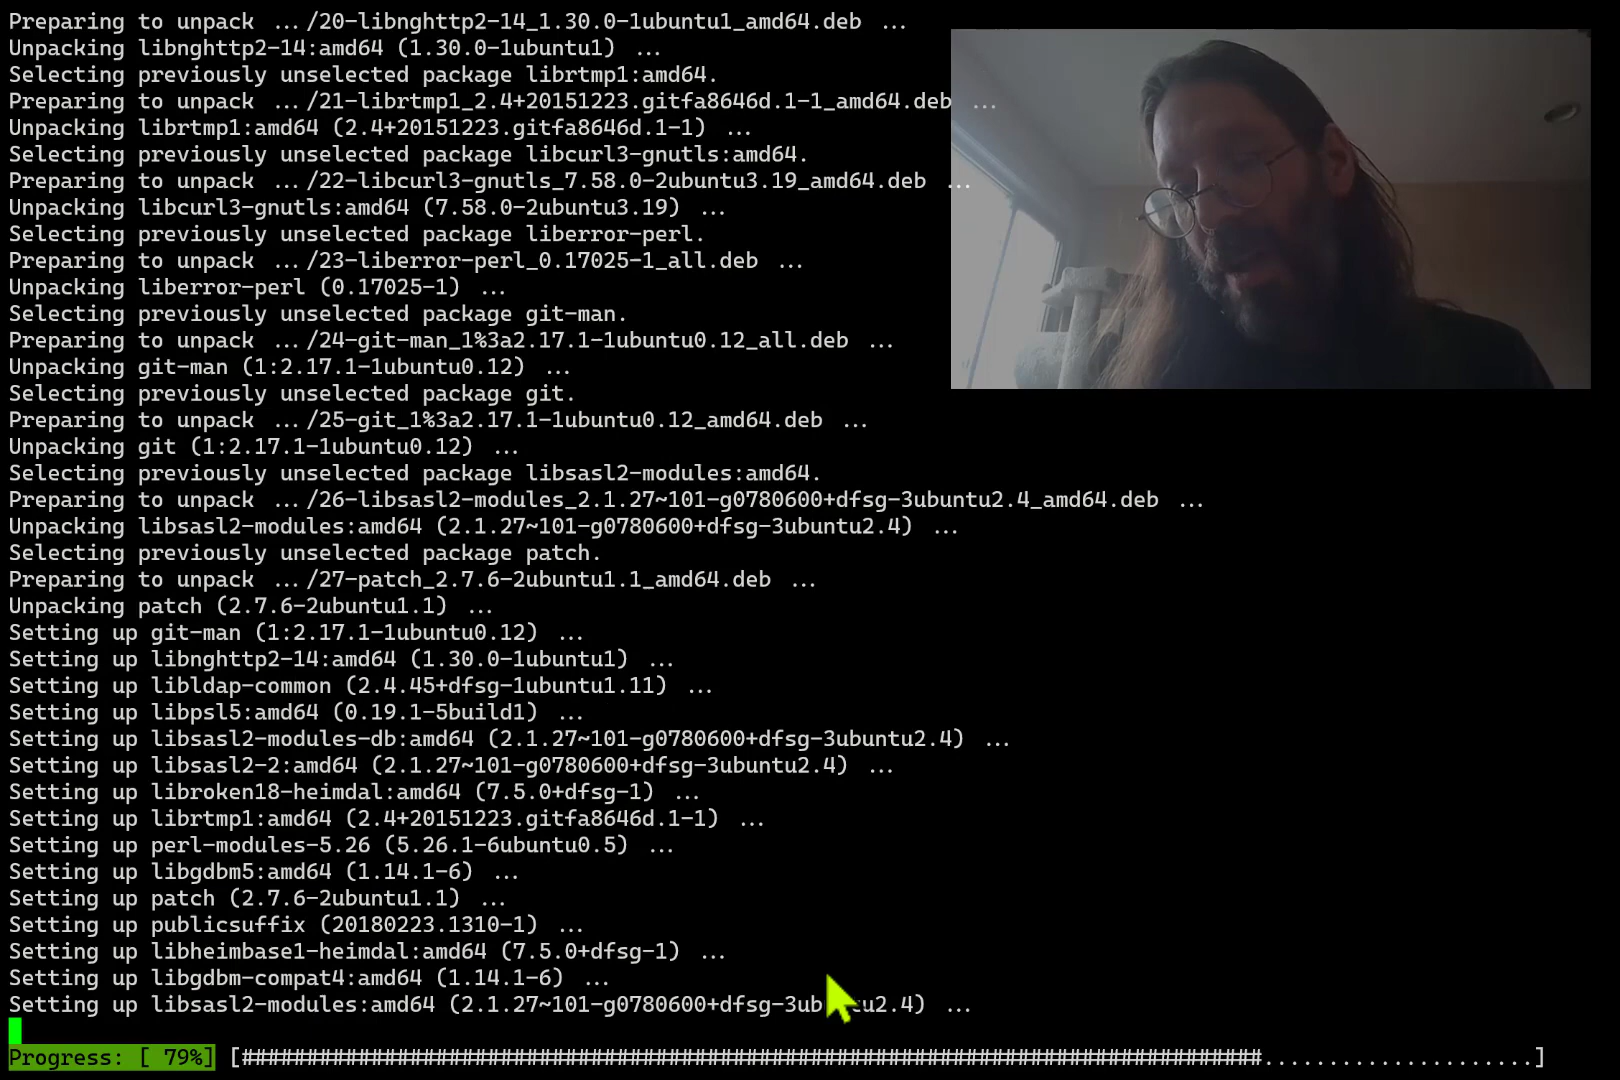 Preparing to unpack .../20-libnghttp2-14_1.30.0-1ubuntu1_amd64.deb ...
Unpacking libnghttp2-14:amd64 (1.30.0-1ubuntu1) ...
Selecting previously unselected package librtmp1:amd64.
Preparing to unpack .../21-librtmp1_2.4+20151223.gitfa8646d.1-1_amd64.deb ...
Unpacking librtmp1:amd64 (2.4+20151223.gitfa8646d.1-1) ...
Selecting previously unselected package libcurl3-gnutls:amd64.
Preparing to unpack .../22-libcurl3-gnutls_7.58.0-2ubuntu3.19_amd64.deb ...
Unpacking libcurl3-gnutls:amd64 (7.58.0-2ubuntu3.19) ...
Selecting previously unselected package liberror-perl.
Preparing to unpack .../23-liberror-perl_0.17025-1_all.deb ...
Unpacking liberror-perl (0.17025-1) ...
Selecting previously unselected package git-man.
Preparing to unpack .../24-git-man_1%3a2.17.1-1ubuntu0.12_all.deb ...
Unpacking git-man (1:2.17.1-1ubuntu0.12) ...
Selecting previously unselected package git.
Preparing to unpack .../25-git_1%3a2.17.1-1ubuntu0.12_amd64.deb ...
Unpacking git (1:2.17.1-1ubuntu0.12) ...
Selecting previously unselected package libsasl2-modules:amd64.
Preparing to unpack .../26-libsasl2-modules_2.1.27~101-g0780600+dfsg-3ubuntu2.4_amd64.deb ...
Unpacking libsasl2-modules:amd64 (2.1.27~101-g0780600+dfsg-3ubuntu2.4) ...
Selecting previously unselected package patch.
Preparing to unpack .../27-patch_2.7.6-2ubuntu1.1_amd64.deb ...
Unpacking patch (2.7.6-2ubuntu1.1) ...
Setting up git-man (1:2.17.1-1ubuntu0.12) ...
Setting up libnghttp2-14:amd64 (1.30.0-1ubuntu1) ...
Setting up libldap-common (2.4.45+dfsg-1ubuntu1.11) ...
Setting up libpsl5:amd64 (0.19.1-5build1) ...
Setting up libsasl2-modules-db:amd64 (2.1.27~101-g0780600+dfsg-3ubuntu2.4) ...
Setting up libsasl2-2:amd64 (2.1.27~101-g0780600+dfsg-3ubuntu2.4) ...
Setting up libroken18-heimdal:amd64 (7.5.0+dfsg-1) ...
Setting up librtmp1:amd64 (2.4+20151223.gitfa8646d.1-1) ...
Setting up perl-modules-5.26 (5.26.1-6ubuntu0.5) ...
Setting up libgdbm5:amd64 (1.14.1-6) ...
Setting up patch (2.7.6-2ubuntu1.1) ...
Setting up publicsuffix (20180223.1310-1) ...
Setting up libheimbase1-heimdal:amd64 (7.5.0+dfsg-1) ...
Setting up libgdbm-compat4:amd64 (1.14.1-6) ...
Setting up libsasl2-modules:amd64 (2.1.27~101-g0780600+dfsg-3ubuntu2.4) ...
Progress: [ 79%] [###############################################################################.....................]